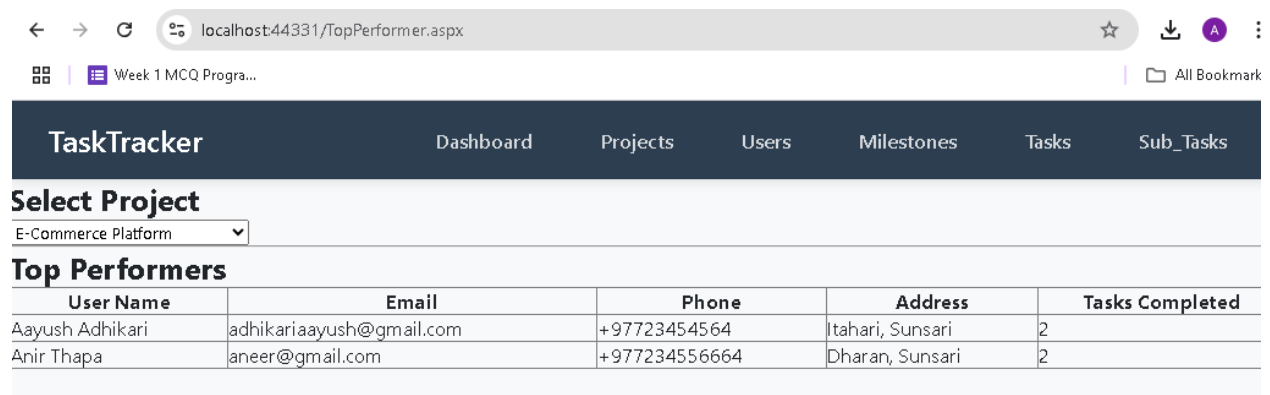 localhost:44331/TopPerformer.aspx A
Week 1 MCQ Progra... All Bookmark
TaskTracker Dashboard Projects Users Milestones Tasks Sub_Tasks
Select Project
E-Commerce Platform
Top Performers
User Name Email Phone Address Tasks Completed
Aayush Adhikari adhikariaayush@gmail.com +97723454564 Itahari, Sunsari 2
Anir Thapa aneer@gmail.com +977234556664 Dharan, Sunsari 2